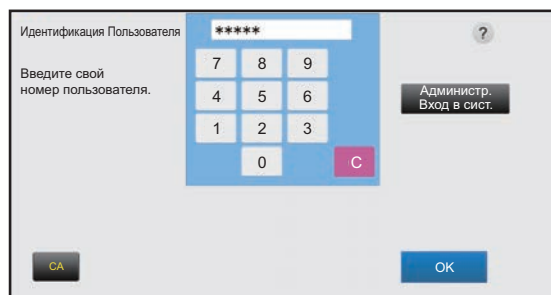 Идентификация Пользователя
*****
?
Введите свой
номер пользователя.
7 8 9
4 5 6
1 2 3
0 C
Администр.
Вход в сист.
CA
OK